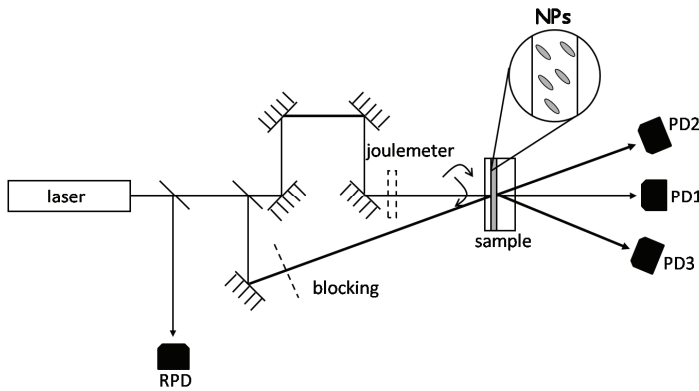 NPs
PD2
joulemeter
laser
PD1
sample
PD3
blocking
RPD